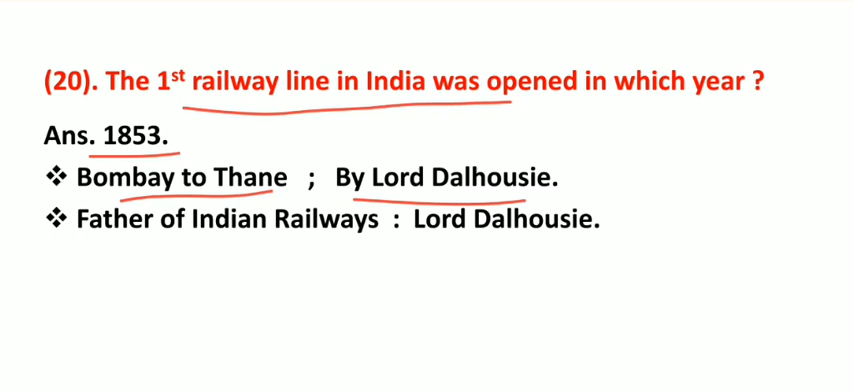 (20). The 1st railway line in India was opened in which year ?
Ans. 1853.
❖ Bombay to Thane ; By Lord Dalhousie.
❖ Father of Indian Railways : Lord Dalhousie.